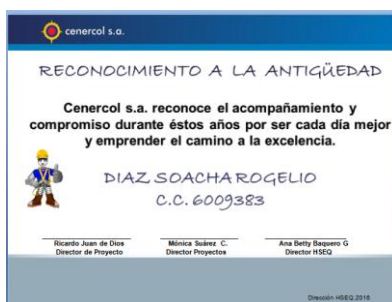 cenercol s.a.
RECONOCIMIENTO A LA ANTIGÜEDAD
Cenercol s.a. reconoce el acompañamiento y
compromiso durante éstos años por ser cada día mejor
y emprender el camino a la excelencia.
DIAZ SOACHA ROGELIO
C.C. 6009383
Ricardo Juan de Dios
Director de Proyecto
Mónica Suárez C.
Director Proyectos
Ana Betty Baquero G
Director HSEQ
Dirección HSEQ 2016